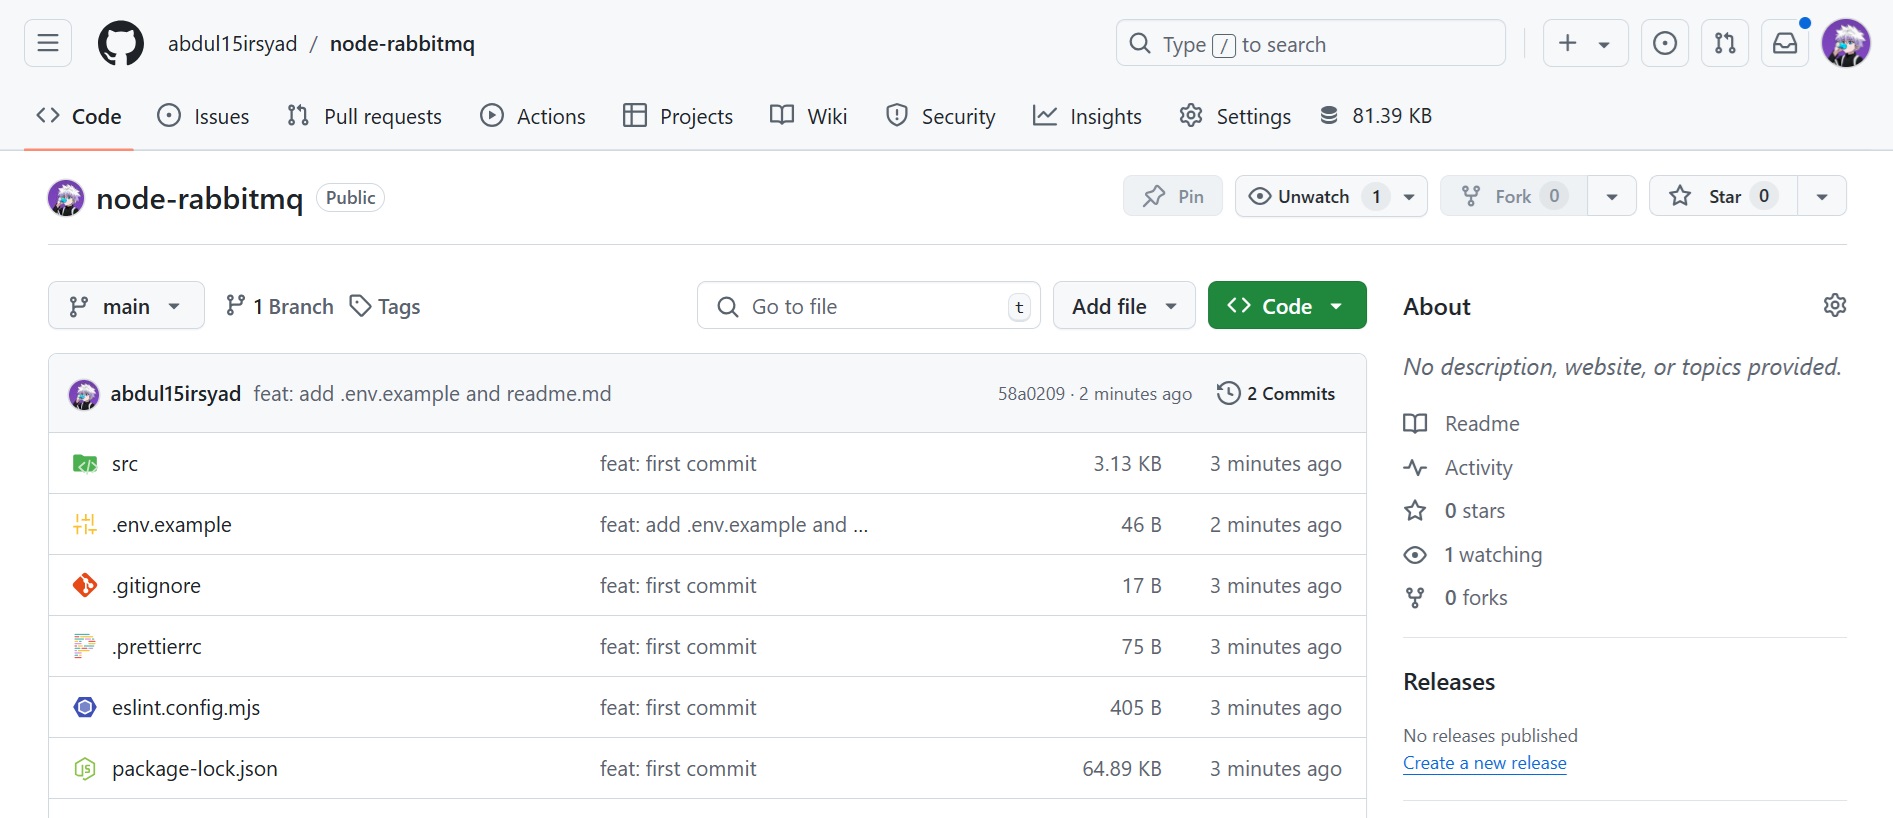 abdul15irsyad / node-rabbitmq
Type / to search
Code Issues Pull requests Actions Projects Wiki Security Insights Settings 81.39 KB
node-rabbitmq Public
Pin Unwatch 1 Fork 0 Star 0
main 1 Branch Tags Go to file t Add file Code
abdul15irsyad feat: add .env.example and readme.md 58a0209 · 2 minutes ago 2 Commits
src feat: first commit 3.13 KB 3 minutes ago
.env.example feat: add .env.example and ... 46 B 2 minutes ago
.gitignore feat: first commit 17 B 3 minutes ago
.prettierrc feat: first commit 75 B 3 minutes ago
eslint.config.mjs feat: first commit 405 B 3 minutes ago
package-lock.json feat: first commit 64.89 KB 3 minutes ago
About
No description, website, or topics provided.
Readme
Activity
0 stars
1 watching
0 forks
Releases
No releases published
Create a new release